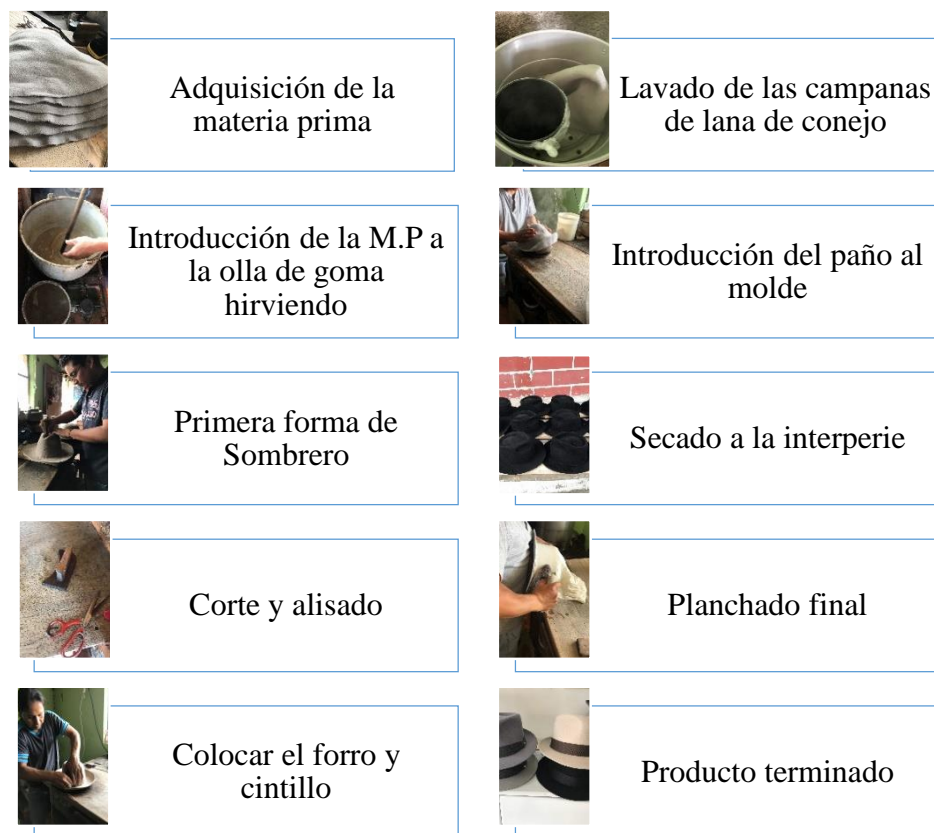 Adquisición de la
materia prima
Lavado de las campanas
de lana de conejo
Introducción de la M.P a
la olla de goma
hirviendo
Introducción del paño al
molde
Primera forma de
Sombrero
Secado a la interperie
Corte y alisado
Planchado final
Colocar el forro y
cintillo
Producto terminado